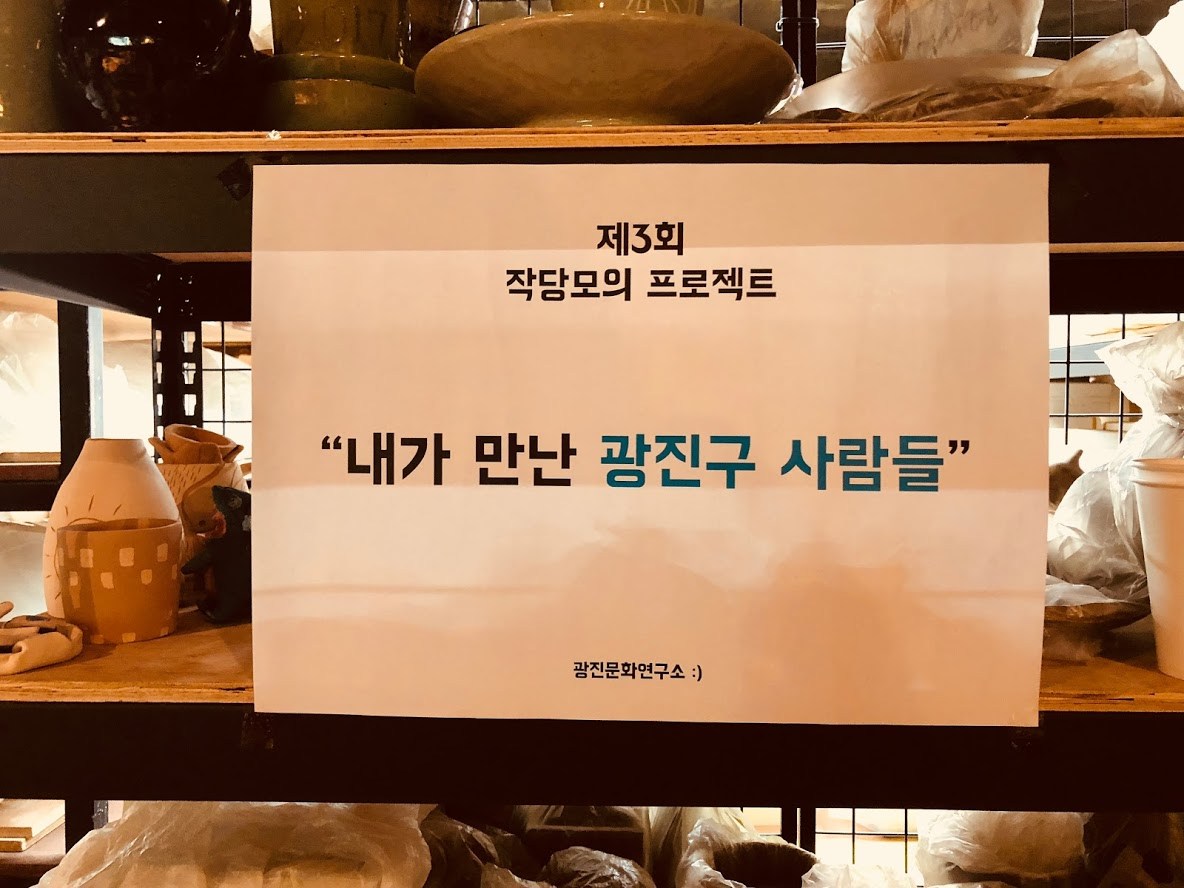 제3회
작당모의 프로젝트
“내가 만난 광진구 사람들”
광진문화연구소 :)